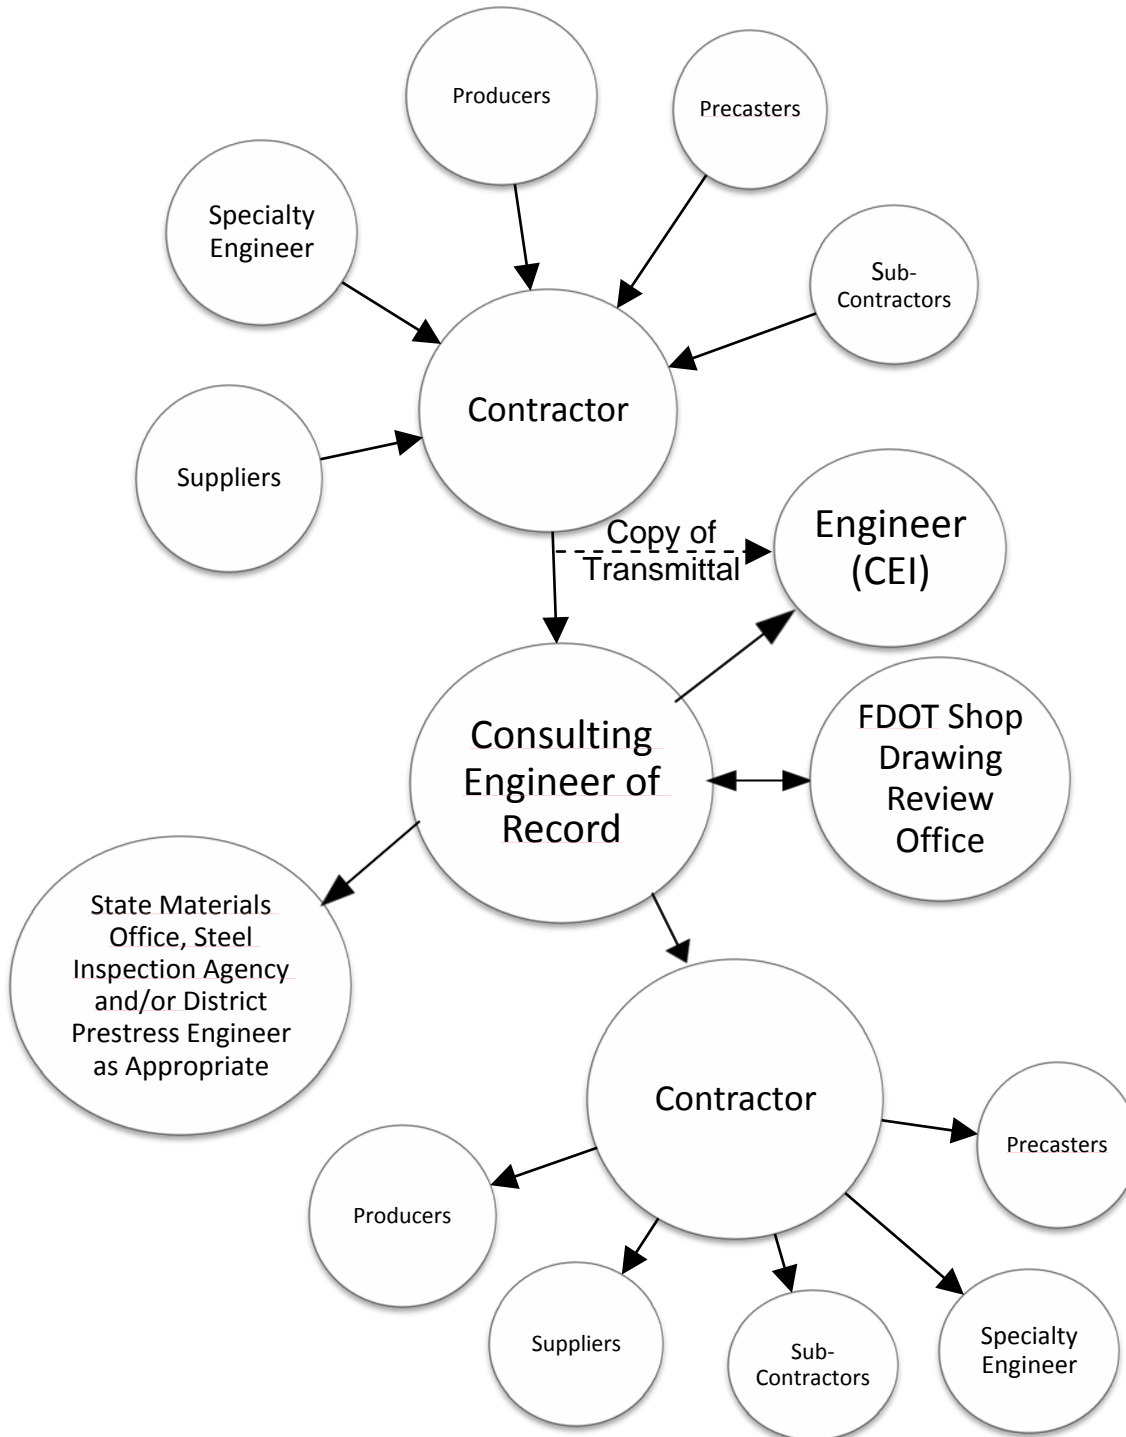 Producers
Precasters
Specialty
Engineer
Sub-
Contractors
Contractor
Suppliers
Copy of
Transmittal
Engineer
(CEI)
Consulting
Engineer of
Record
FDOT Shop
Drawing
Review
Office
State Materials
Office, Steel
Inspection Agency
and/or District
Prestress Engineer
as Appropriate
Contractor
Precasters
Producers
Suppliers
Sub-
Contractors
Specialty
Engineer